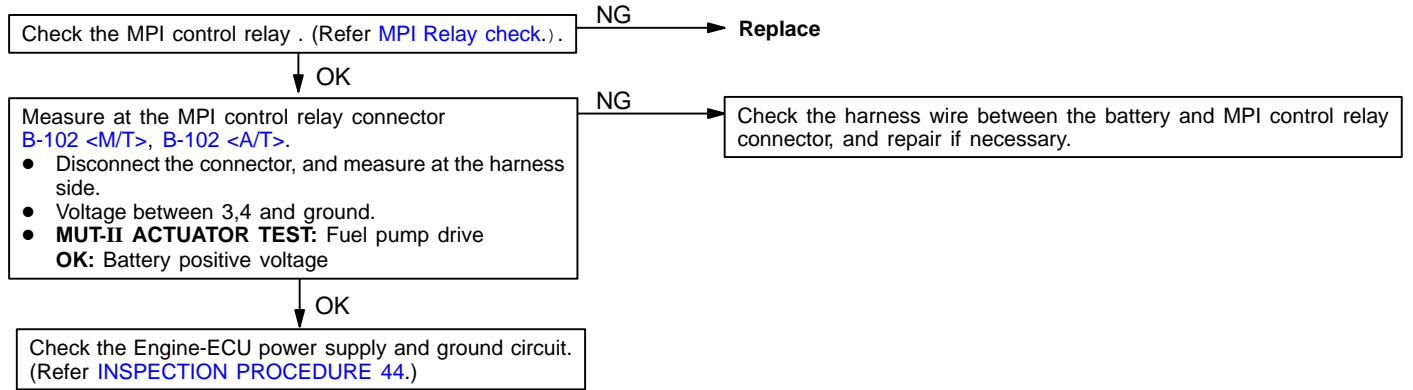 Check the MPI control relay . (Refer MPI Relay check.).
NG
Replace
OK
Measure at the MPI control relay connector
B-102 <M/T>, B-102 <A/T>.
● Disconnect the connector, and measure at the harness
side.
● Voltage between 3,4 and ground.
● MUT-II ACTUATOR TEST: Fuel pump drive
OK: Battery positive voltage
NG
Check the harness wire between the battery and MPI control relay
connector, and repair if necessary.
OK
Check the Engine-ECU power supply and ground circuit.
(Refer INSPECTION PROCEDURE 44.)